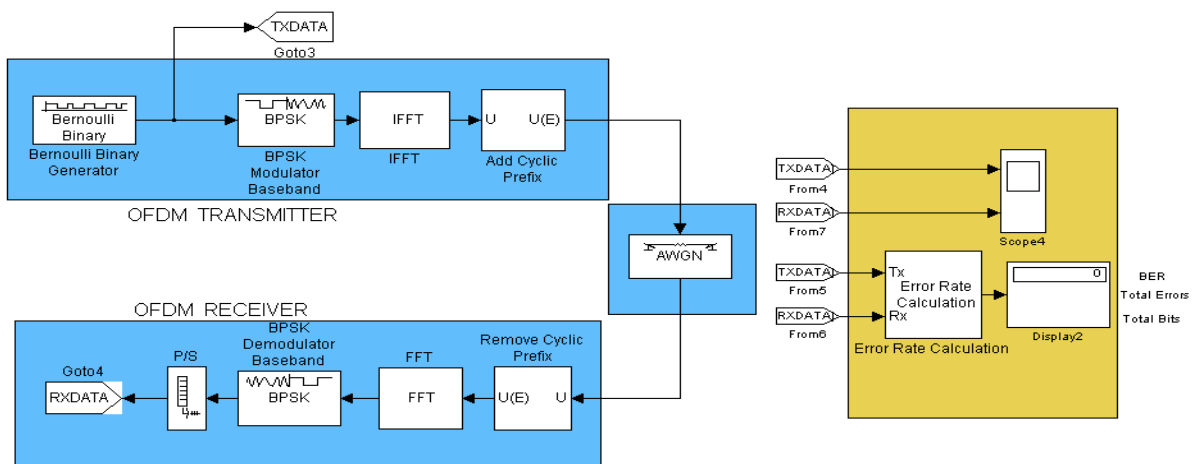 TXDATA
Goto3
Bernoulli
Binary
Bernoulli Binary
Generator
BPSK
BPSK
Modulator
Baseband
IFFT
IFFT
U U(E)
Add Cyclic
Prefix
OFDM TRANSMITTER
AWGN
OFDM RECEIVER
Goto4
RXDATA
P/S
BPSK
Demodulator
Baseband
BPSK
FFT
FFT
Remove Cyclic
Prefix
U(E) U
TXDATA
From4
RXDATA
From7
Scope4
TXDATA
From5
RXDATA
From6
Tx
Error Rate
Calculation
Rx
Error Rate Calculation
0
Display2
BER
Total Errors
Total Bits